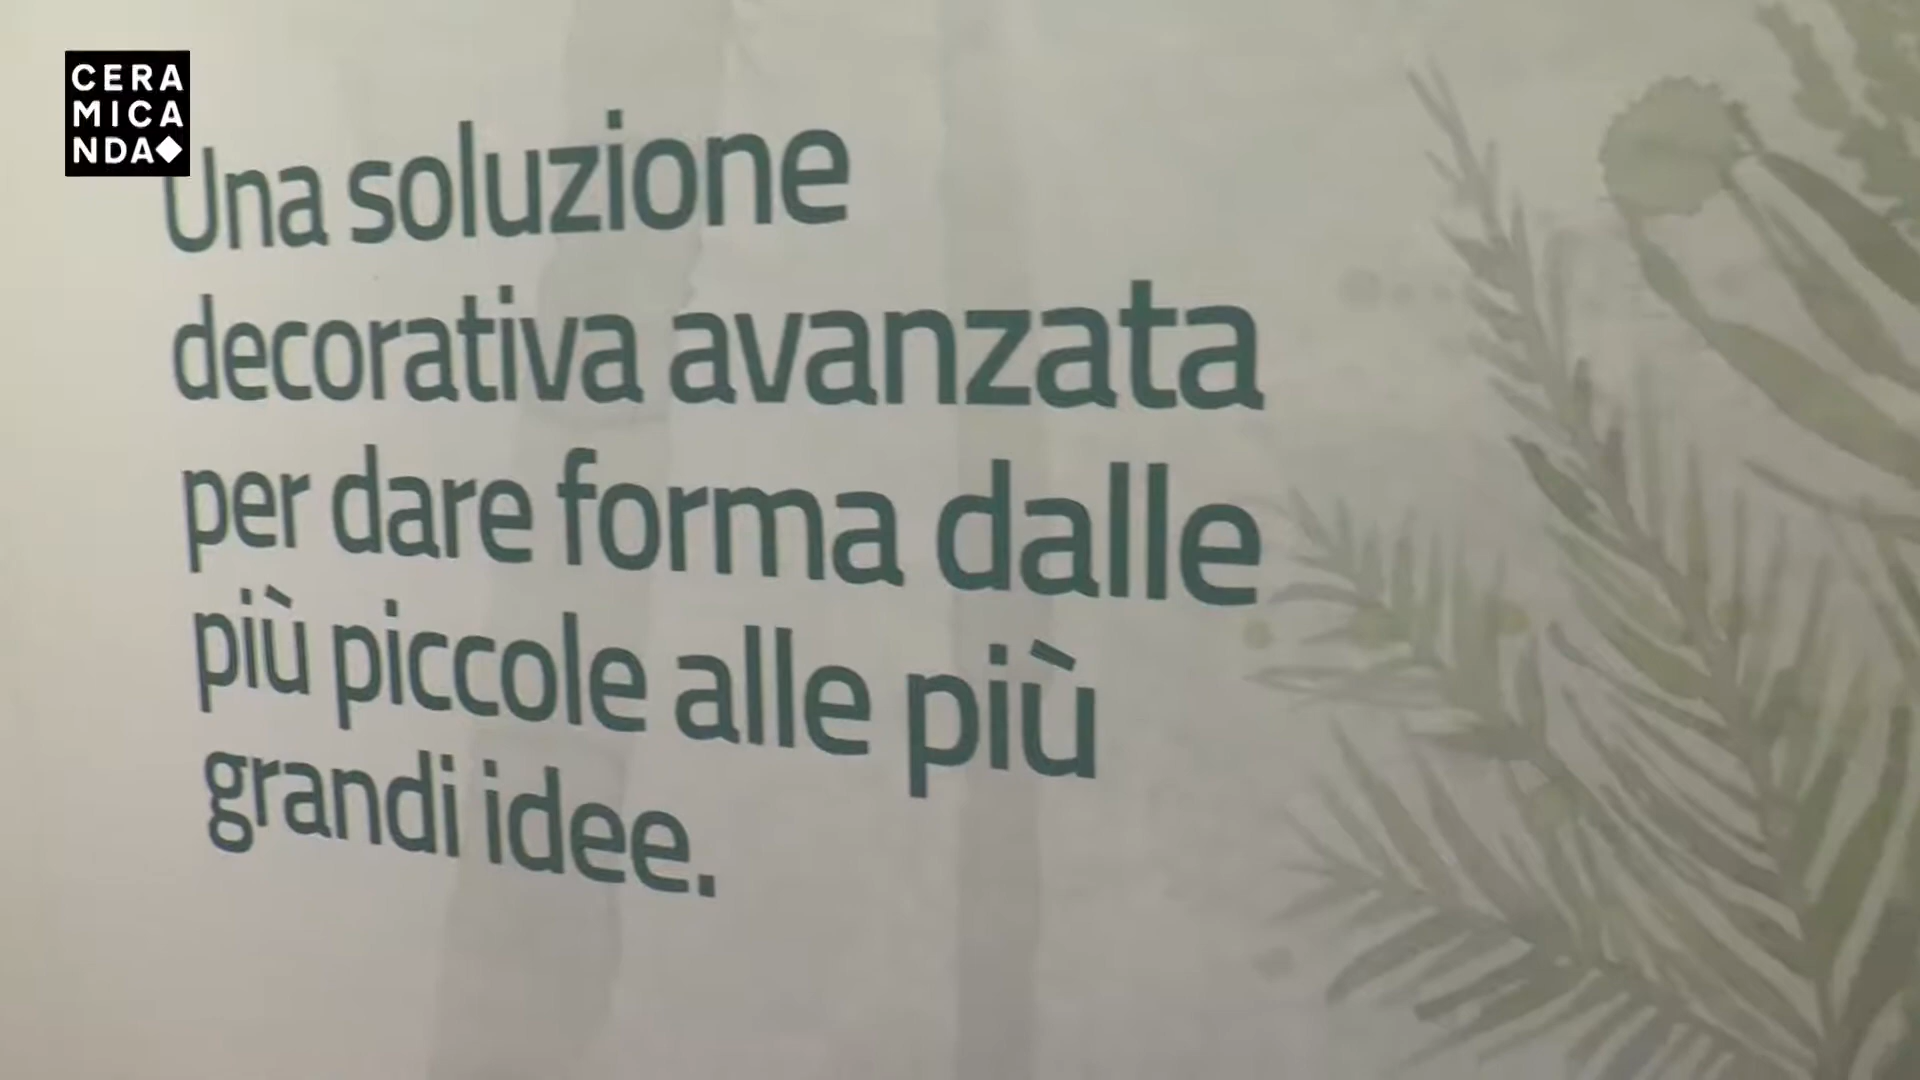 CERA
MICA
NDA
Una soluzione
decorativa avanzata
per dare forma dalle
più piccole alle più
grandi idee.